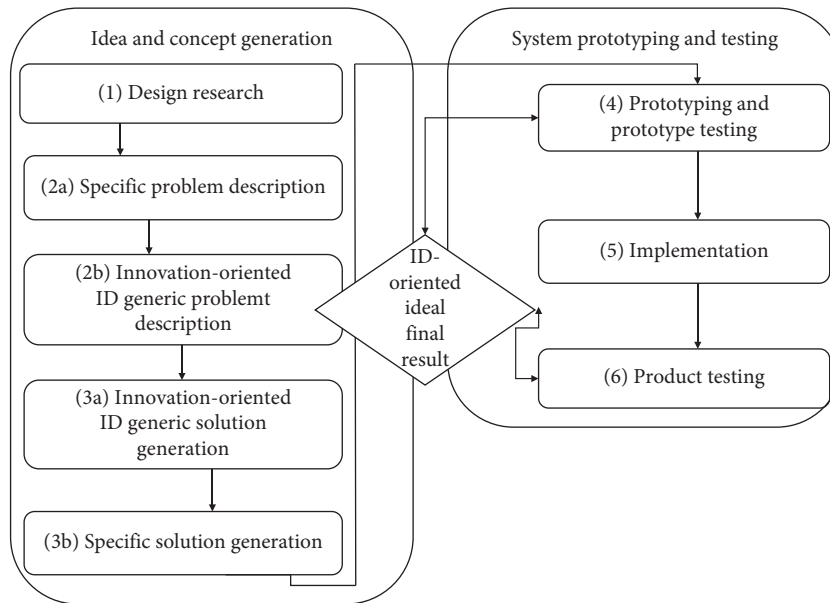 Idea and concept generation
(1) Design research
(2a) Specific problem description
(2b) Innovation-oriented
ID generic problemt
description
(3a) Innovation-oriented
ID generic solution
generation
(3b) Specific solution generation
ID-
oriented
ideal
final
result
System prototyping and testing
(4) Prototyping and
prototype testing
(5) Implementation
(6) Product testing